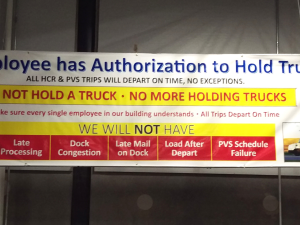 ployee has Authorization to Hold Tru
ALL HCR & PVS TRIPS WILL DEPART ON TIME, NO EXCEPTIONS.
NOT HOLD A TRUCK · NO MORE HOLDING TRUCKS
ke sure every single employee in our building understands · All Trips Depart On Time
WE WILL NOT HAVE
Late Processing
Dock Congestion
Late Mail on Dock
Load After Depart
PVS Schedule Failure